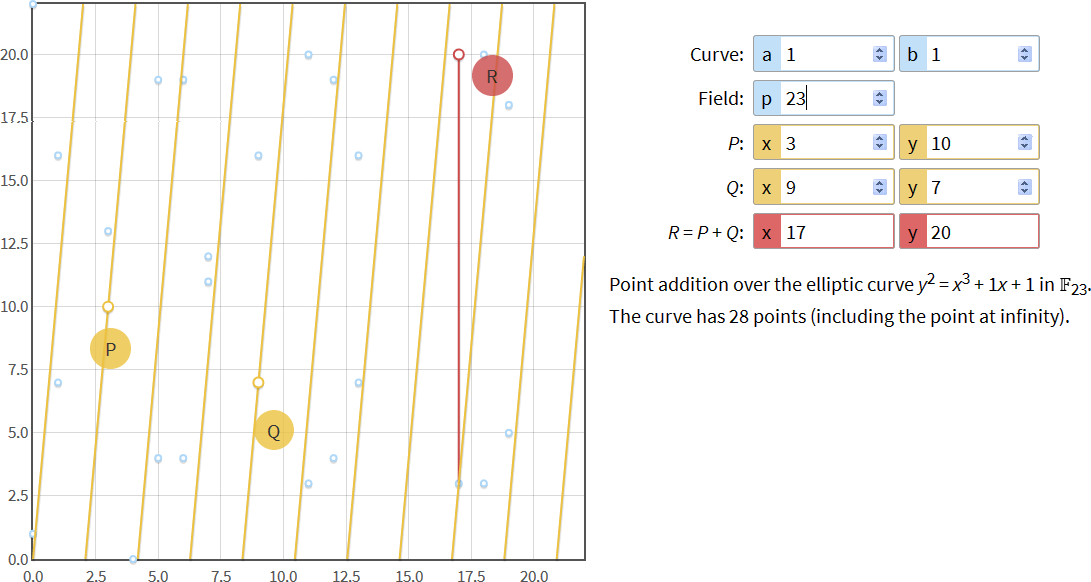 Curve: a 1 b 1
Field: p 23
P: x 3 y 10
Q: x 9 y 7
R = P + Q: x 17 y 20
Point addition over the elliptic curve y² = x³ + 1x + 1 in 𝔽₂₃.
The curve has 28 points (including the point at infinity).
20.0
17.5
15.0
12.5
10.0
7.5
5.0
2.5
0.0
R
P
Q
0.0 2.5 5.0 7.5 10.0 12.5 15.0 17.5 20.0